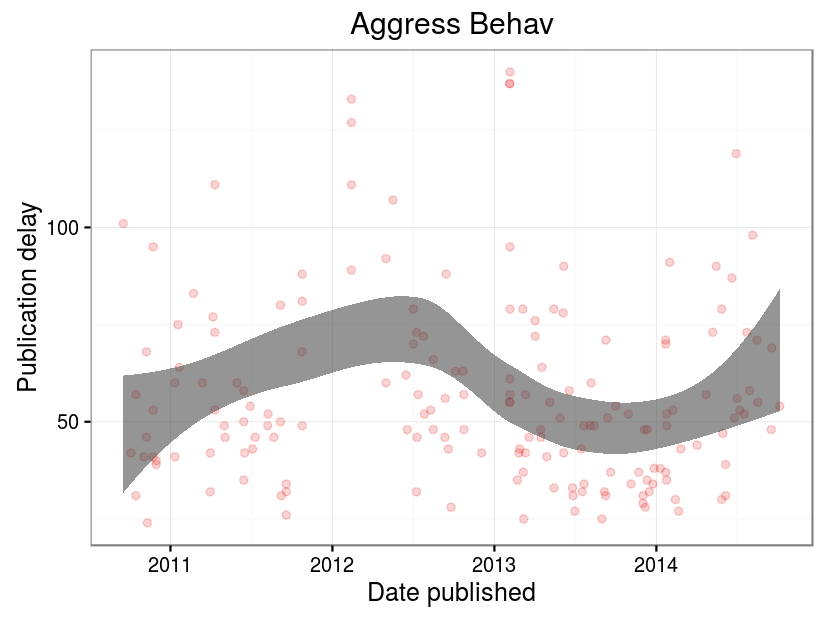 Aggress Behav
Publication delay
100
50
2011 2012 2013 2014
Date published